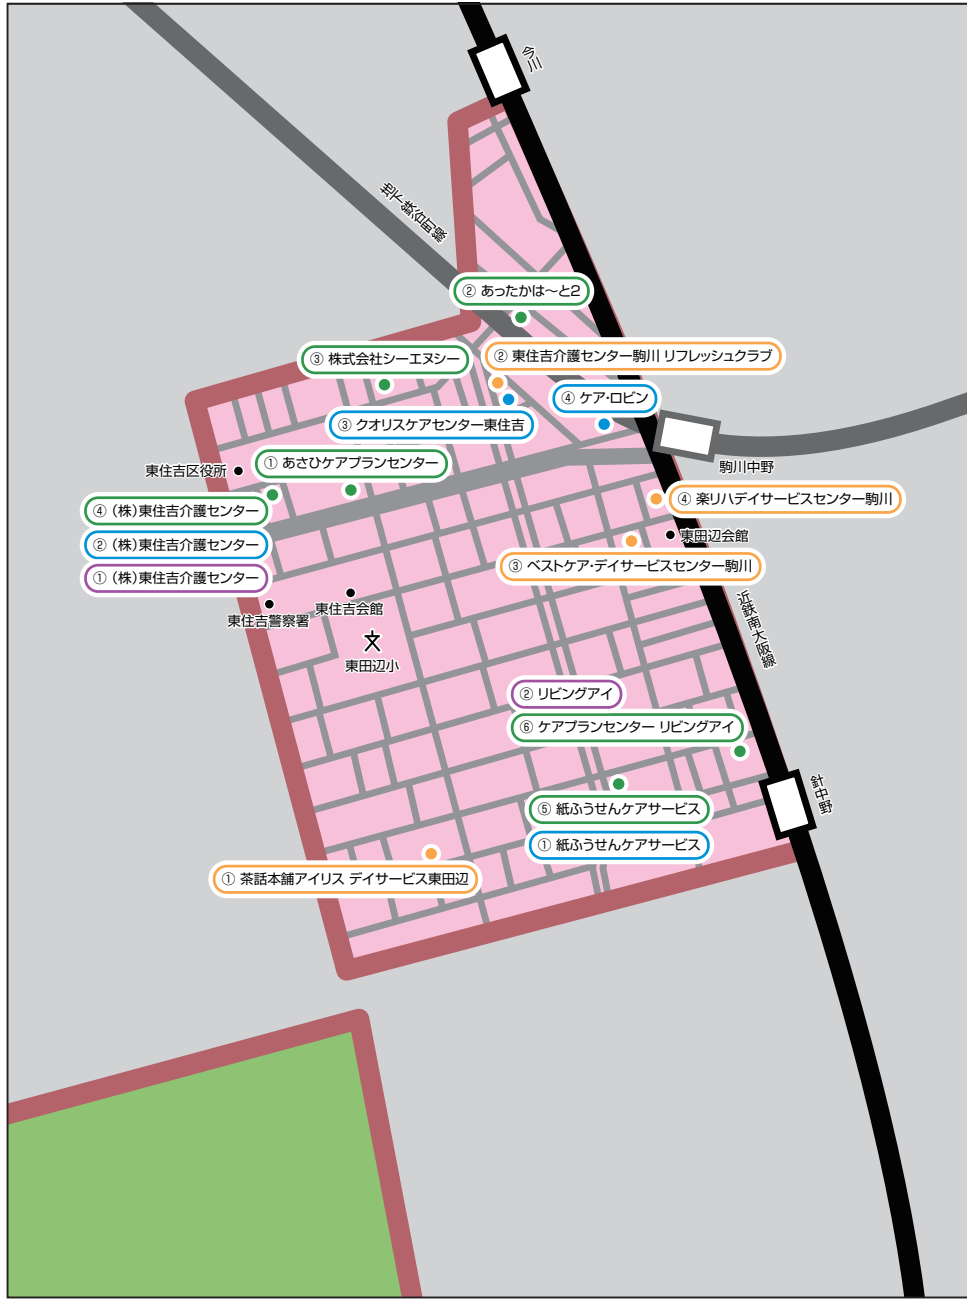 今川
地下鉄谷町線
② あったかは～と2
③ 株式会社シーエヌシー
② 東住吉介護センター駒川 リフレッシュクラブ
④ ケア・ロビン
③ クオリスケアセンター東住吉
駒川中野
① あさひケアプランセンター
東住吉区役所
④ 楽リハデイサービスセンター駒川
④ (株)東住吉介護センター
② (株)東住吉介護センター
① (株)東住吉介護センター
東田辺会館
③ ベストケア・デイサービスセンター駒川
東住吉会館
東住吉警察署
近鉄南大阪線
東田辺小
② リビングアイ
⑥ ケアプランセンター リビングアイ
針中野
⑤ 紙ふうせんケアサービス
① 紙ふうせんケアサービス
① 茶話本舗アイリス デイサービス東田辺